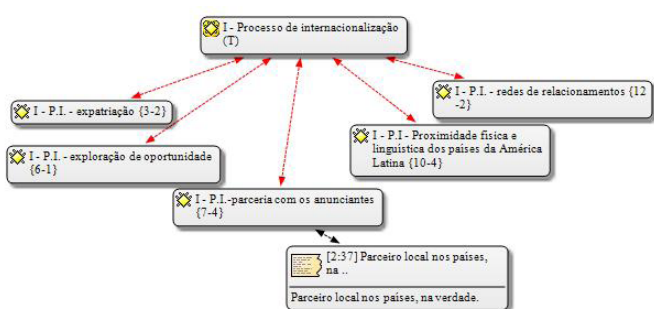 I - Processo de internacionalização
(T)
I - P.I. - expatriação {3-2}
I - P.I. - redes de relacionamentos {12
-2}
I - P.I. - exploração de oportunidade
{6-1}
I - P.I - Proximidade física e
linguística dos países da América
Latina {10-4}
I - P.I.-parceria com os anunciantes
{7-4}
[2:37] Parceiro local nos países,
na ..
Parceiro local nos países, na verdade.